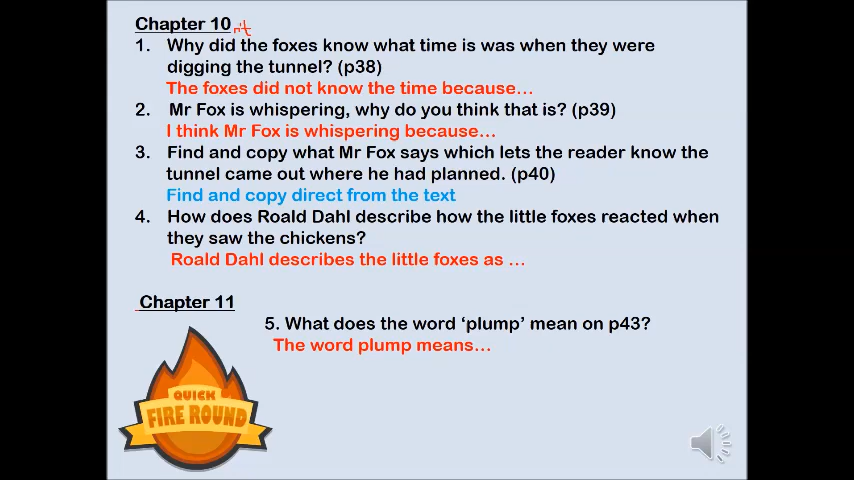 Chapter 10
1. Why did the foxes know what time is was when they were
digging the tunnel? (p38)
The foxes did not know the time because...
2. Mr Fox is whispering, why do you think that is? (p39)
I think Mr Fox is whispering because...
3. Find and copy what Mr Fox says which lets the reader know the
tunnel came out where he had planned. (p40)
Find and copy direct from the text
4. How does Roald Dahl describe how the little foxes reacted when
they saw the chickens?
Roald Dahl describes the little foxes as ...
Chapter 11
5. What does the word ‘plump’ mean on p43?
The word plump means...
QUICK
FIRE ROUND